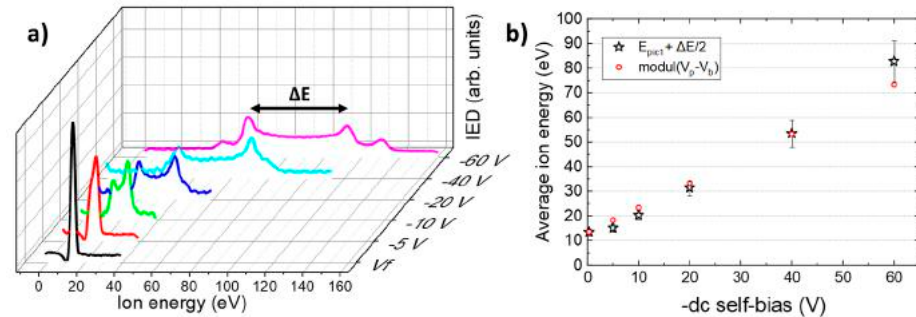 a)
ΔE
IED (arb. units)
-60 V
-40 V
-20 V
-10 V
-5 V
Vf
0 20 40 60 80 100 120 140 160
Ion energy (eV)
b)
Average ion energy (eV)
100
90
80
70
60
50
40
30
20
10
0
E_pic1 + ΔE/2
modul(V_p-V_b)
0 10 20 30 40 50 60
-dc self-bias (V)